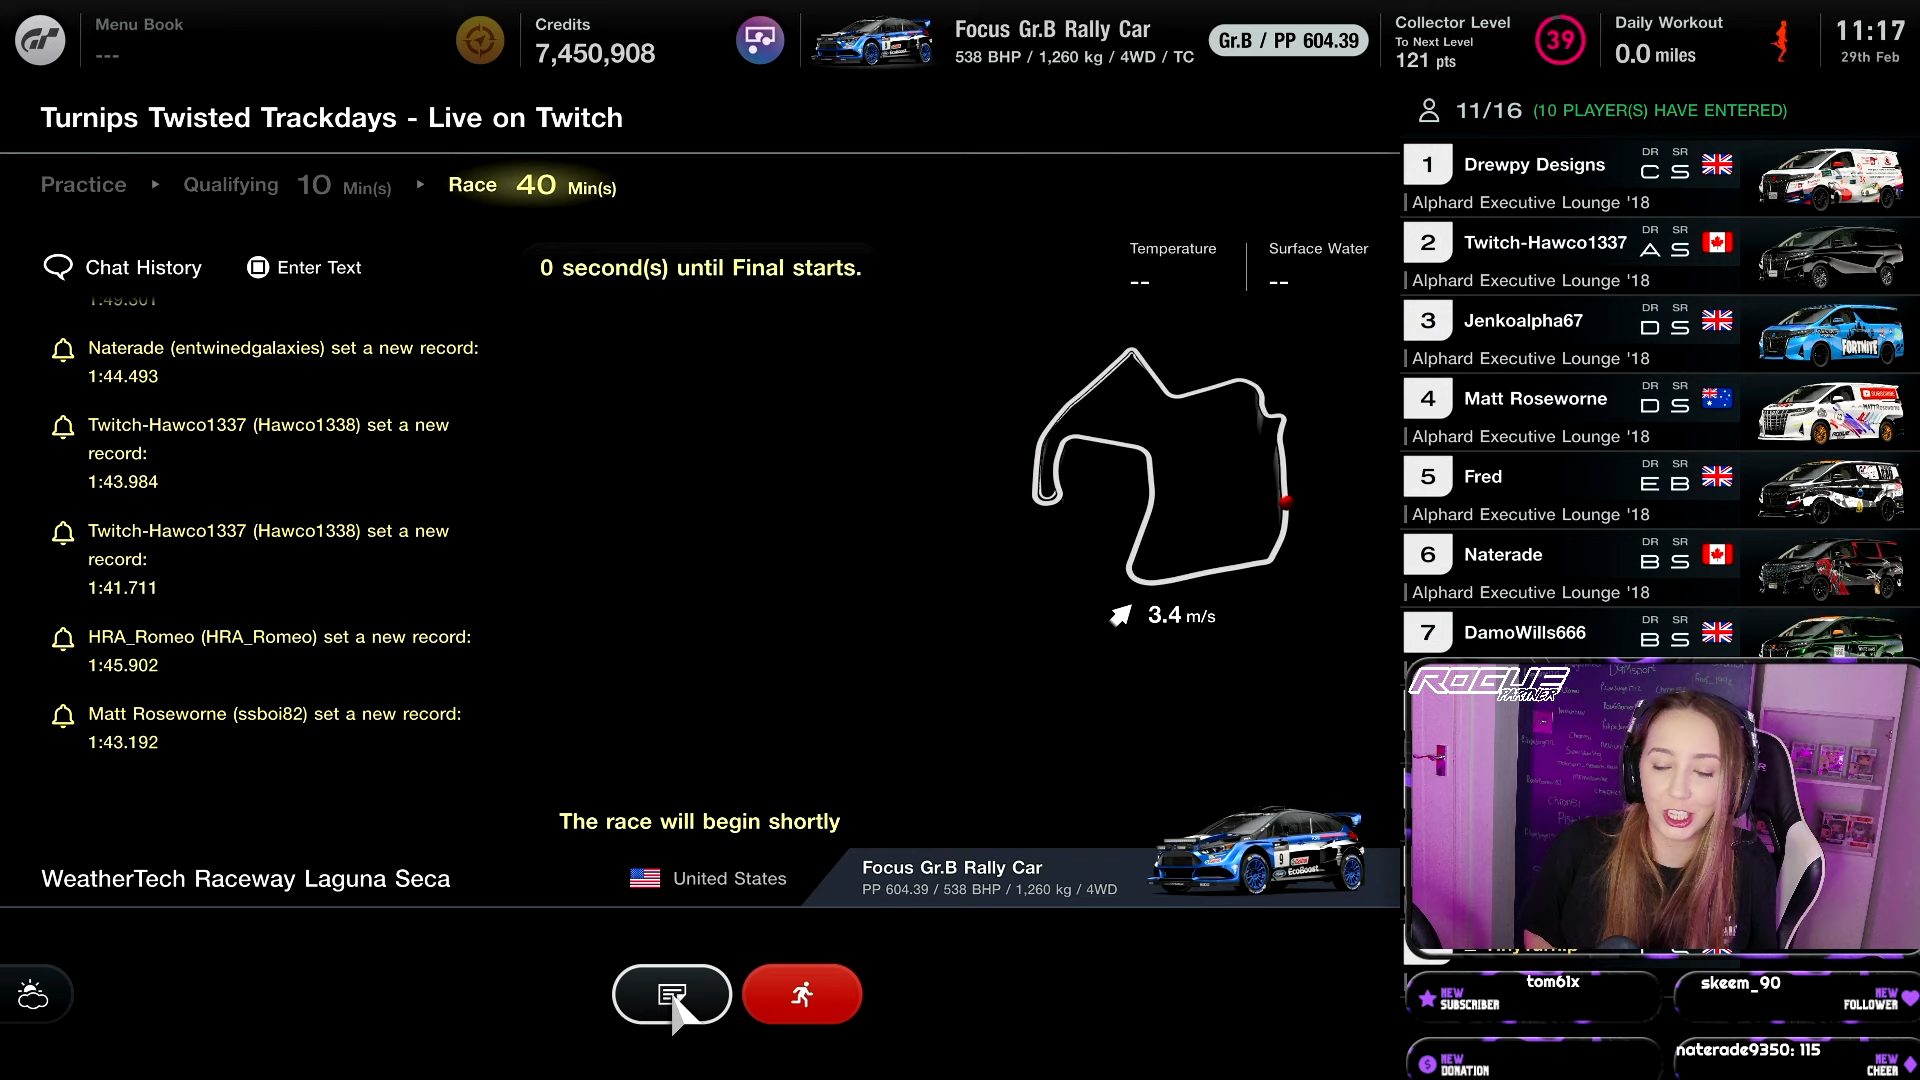 Menu Book
---
Credits
7,450,908
Focus Gr.B Rally Car
538 BHP / 1,260 kg / 4WD / TC
Gr.B / PP 604.39
Collector Level
To Next Level
121 pts
39
Daily Workout
0.0 miles
11:17
29th Feb
Turnips Twisted Trackdays - Live on Twitch
Practice
Qualifying 10 Min(s)
Race 40 Min(s)
Chat History
Enter Text
0 second(s) until Final starts.
Temperature
--
Surface Water
--
1:49.301
Naterade (entwinedgalaxies) set a new record:
1:44.493
Twitch-Hawco1337 (Hawco1338) set a new
record:
1:43.984
Twitch-Hawco1337 (Hawco1338) set a new
record:
1:41.711
HRA_Romeo (HRA_Romeo) set a new record:
1:45.902
Matt Roseworne (ssboi82) set a new record:
1:43.192
3.4 m/s
The race will begin shortly
WeatherTech Raceway Laguna Seca
United States
Focus Gr.B Rally Car
PP 604.39 / 538 BHP / 1,260 kg / 4WD
11/16 (10 PLAYER(S) HAVE ENTERED)
1 Drewpy Designs DR C SR S
Alphard Executive Lounge '18
2 Twitch-Hawco1337 DR A SR S
Alphard Executive Lounge '18
3 Jenkoalpha67 DR D SR S
Alphard Executive Lounge '18
FORTNITE
4 Matt Roseworne DR D SR S
Alphard Executive Lounge '18
5 Fred DR E SR B
Alphard Executive Lounge '18
6 Naterade DR B SR S
Alphard Executive Lounge '18
7 DamoWills666 DR B SR S
ROGUE
PARTNER
TinyTurnip
tom61x
NEW
SUBSCRIBER
skeem_90
NEW
FOLLOWER
NEW
DONATION
naterade9350: 115
NEW
CHEER